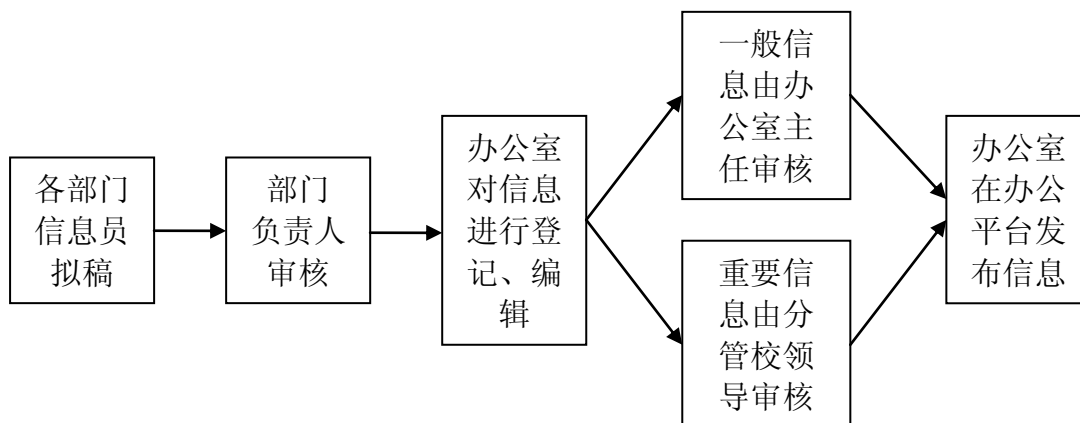 各部门
信息员
拟稿
部门
负责人
审核
办公室
对信息
进行登
记、编
辑
一般信
息由办
公室主
任审核
重要信
息由分
管校领
导审核
办公室
在办公
平台发
布信息